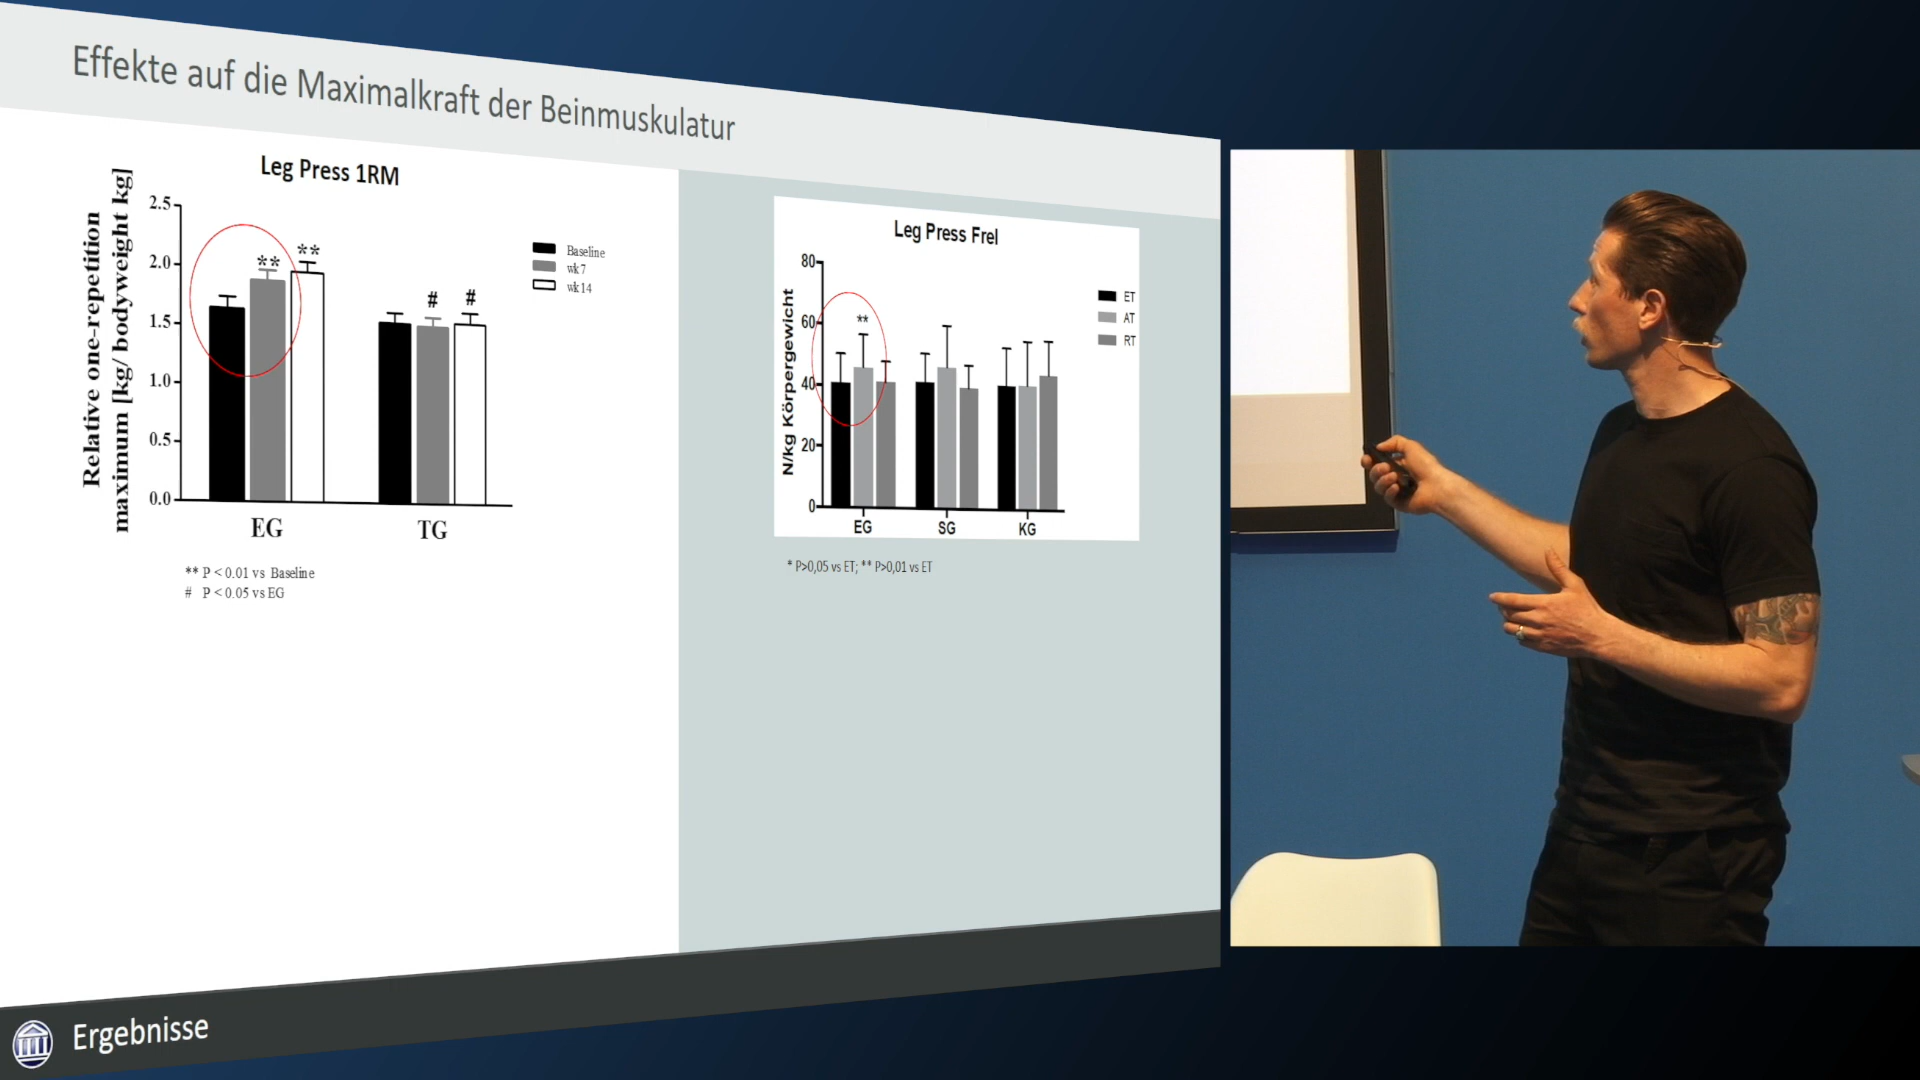 Effekte auf die Maximalkraft der Beinmuskulatur
Leg Press 1RM
Relative one-repetition
maximum [kg/ bodyweight kg]
2.5
2.0
1.5
1.0
0.5
0.0
**
**
#
#
EG
TG
Baseline
wk 7
wk 14
** P < 0.01 vs Baseline
# P < 0.05 vs EG
Leg Press Frel
N/kg Körpergewicht
80
60
40
20
0
**
EG
SG
KG
ET
AT
RT
* P>0,05 vs ET; ** P>0,01 vs ET
Ergebnisse